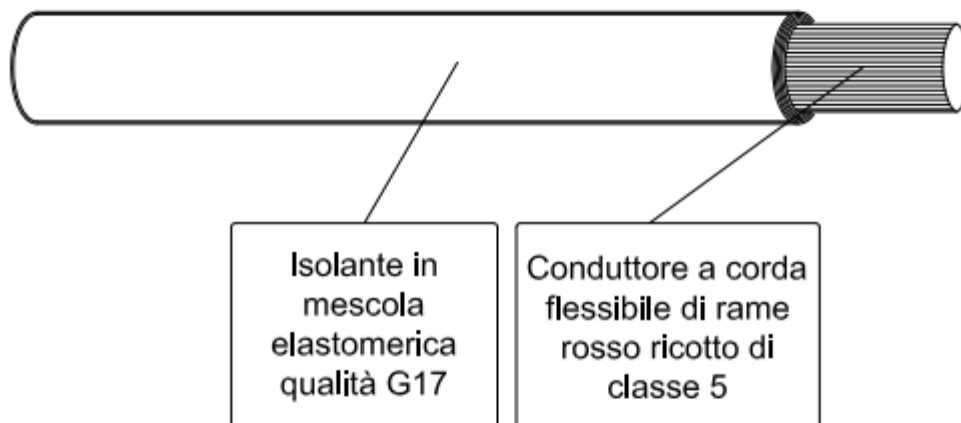 Isolante in
mescola
elastomerica
qualità G17
Conduttore a corda
flessibile di rame
rosso ricotto di
classe 5